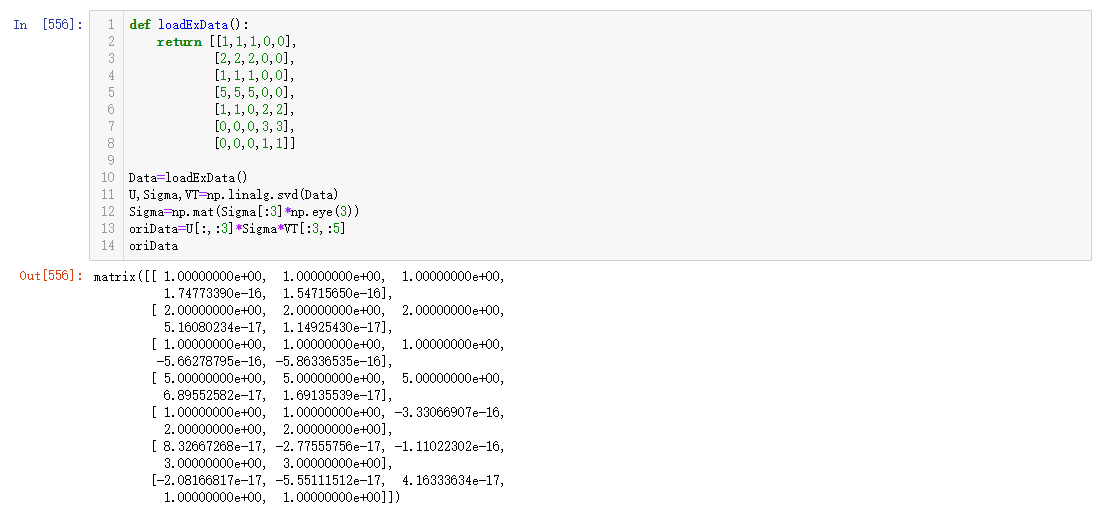 In [556]:
1 def loadExData():
2     return [[1,1,1,0,0],
3             [2,2,2,0,0],
4             [1,1,1,0,0],
5             [5,5,5,0,0],
6             [1,1,0,2,2],
7             [0,0,0,3,3],
8             [0,0,0,1,1]]
9
10 Data=loadExData()
11 U,Sigma,VT=np.linalg.svd(Data)
12 Sigma=np.mat(Sigma[:3]*np.eye(3))
13 oriData=U[:,:3]*Sigma*VT[:3,:5]
14 oriData
Out[556]: matrix([[ 1.00000000e+00,  1.00000000e+00,  1.00000000e+00,
1.74773390e-16,  1.54715650e-16],
[ 2.00000000e+00,  2.00000000e+00,  2.00000000e+00,
5.16080234e-17,  1.14925430e-17],
[ 1.00000000e+00,  1.00000000e+00,  1.00000000e+00,
-5.66278795e-16, -5.86336535e-16],
[ 5.00000000e+00,  5.00000000e+00,  5.00000000e+00,
6.89552582e-17,  1.69135539e-17],
[ 1.00000000e+00,  1.00000000e+00, -3.33066907e-16,
2.00000000e+00,  2.00000000e+00],
[ 8.32667268e-17, -2.77555756e-17, -1.11022302e-16,
3.00000000e+00,  3.00000000e+00],
[-2.08166817e-17, -5.55111512e-17,  4.16333634e-17,
1.00000000e+00,  1.00000000e+00]])